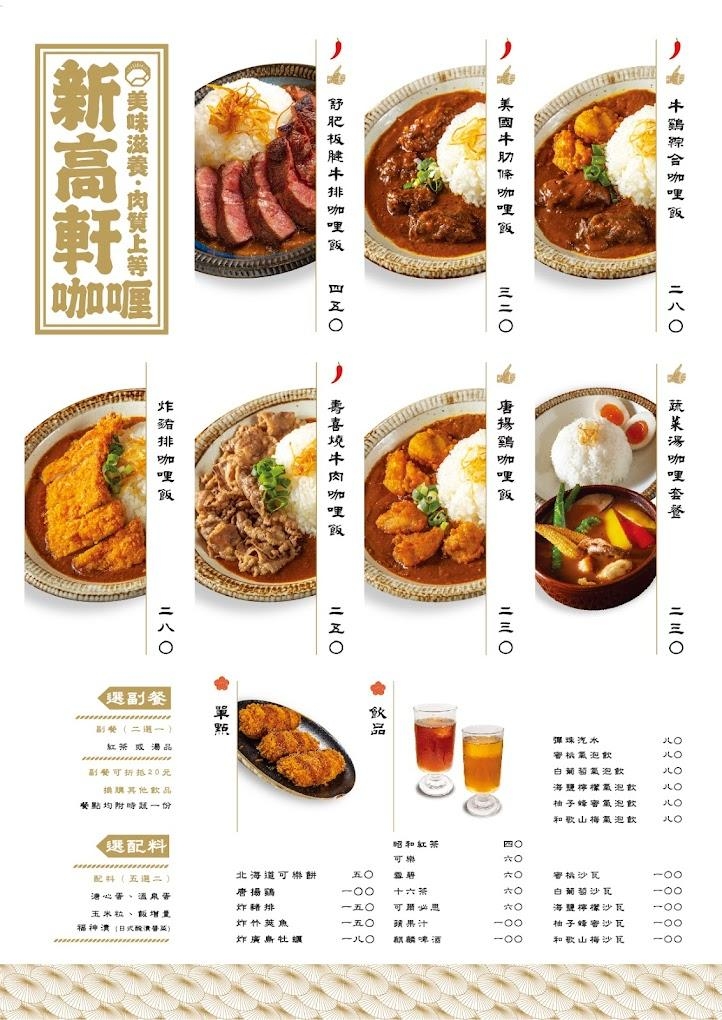 新高軒
咖喱
美味滋養・肉質上等
舒肥板腱牛排咖哩飯
四五〇
美國牛肋條咖哩飯
三二〇
牛鷄綜合咖哩飯
二八〇
炸豬排咖哩飯
二八〇
壽喜燒牛肉咖哩飯
二五〇
唐揚鷄咖哩飯
二三〇
蔬菜湯咖哩套餐
二三〇
選副餐
副餐（二選一）
紅茶 或 湯品
副餐可折抵20元
換購其他飲品
餐點均附時蔬一份
選配料
配料（五選二）
溏心蛋、溫泉蛋
玉米粒、飯增量
福神漬（日式醃漬醬菜）
單點
北海道可樂餅 五〇
唐揚鷄 一〇〇
炸豬排 一五〇
炸竹筴魚 一五〇
炸廣島牡蠣 一八〇
飲品
昭和紅茶 四〇
可樂 六〇
雪碧 六〇
十六茶 六〇
可爾必思 六〇
蘋果汁 一〇〇
麒麟啤酒 一〇〇
彈珠汽水 八〇
蜜桃氣泡飲 八〇
白葡萄氣泡飲 八〇
海鹽檸檬氣泡飲 八〇
柚子蜂蜜氣泡飲 八〇
和歌山梅氣泡飲 八〇
蜜桃沙瓦 一〇〇
白葡萄沙瓦 一〇〇
海鹽檸檬沙瓦 一〇〇
柚子蜂蜜沙瓦 一〇〇
和歌山梅沙瓦 一〇〇